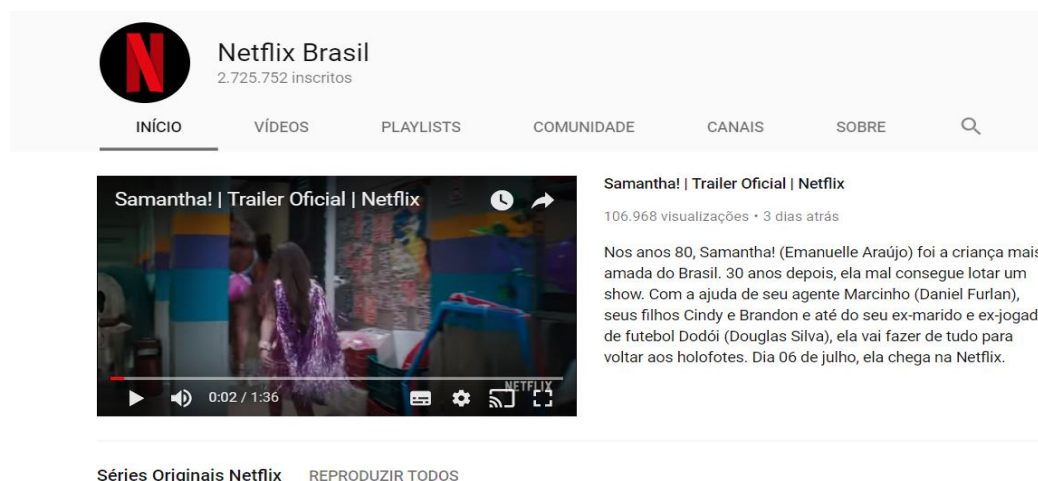 N
Netflix Brasil
2.725.752 inscritos
INÍCIO VÍDEOS PLAYLISTS COMUNIDADE CANAIS SOBRE
Samantha! | Trailer Oficial | Netflix
NETFLIX
0:02 / 1:36
Samantha! | Trailer Oficial | Netflix
106.968 visualizações • 3 dias atrás
Nos anos 80, Samantha! (Emanuelle Araújo) foi a criança mais
amada do Brasil. 30 anos depois, ela mal consegue lotar um
show. Com a ajuda de seu agente Marcinho (Daniel Furlan),
seus filhos Cindy e Brandon e até do seu ex-marido e ex-jogad
de futebol Dodói (Douglas Silva), ela vai fazer de tudo para
voltar aos holofotes. Dia 06 de julho, ela chega na Netflix.
Séries Originais Netflix REPRODUZIR TODOS